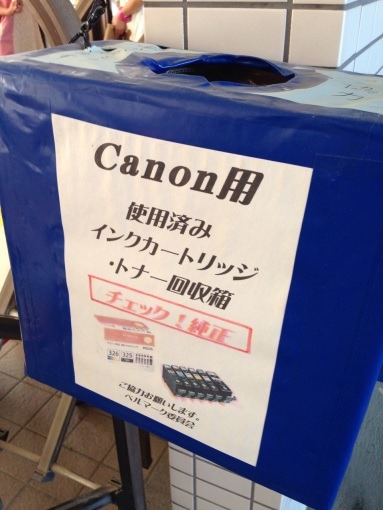 Canon用
使用済み
インクカートリッジ
・トナー回収箱
チェック！純正
Canon
326 325
ご協力お願いします。
ベルマーク委員会